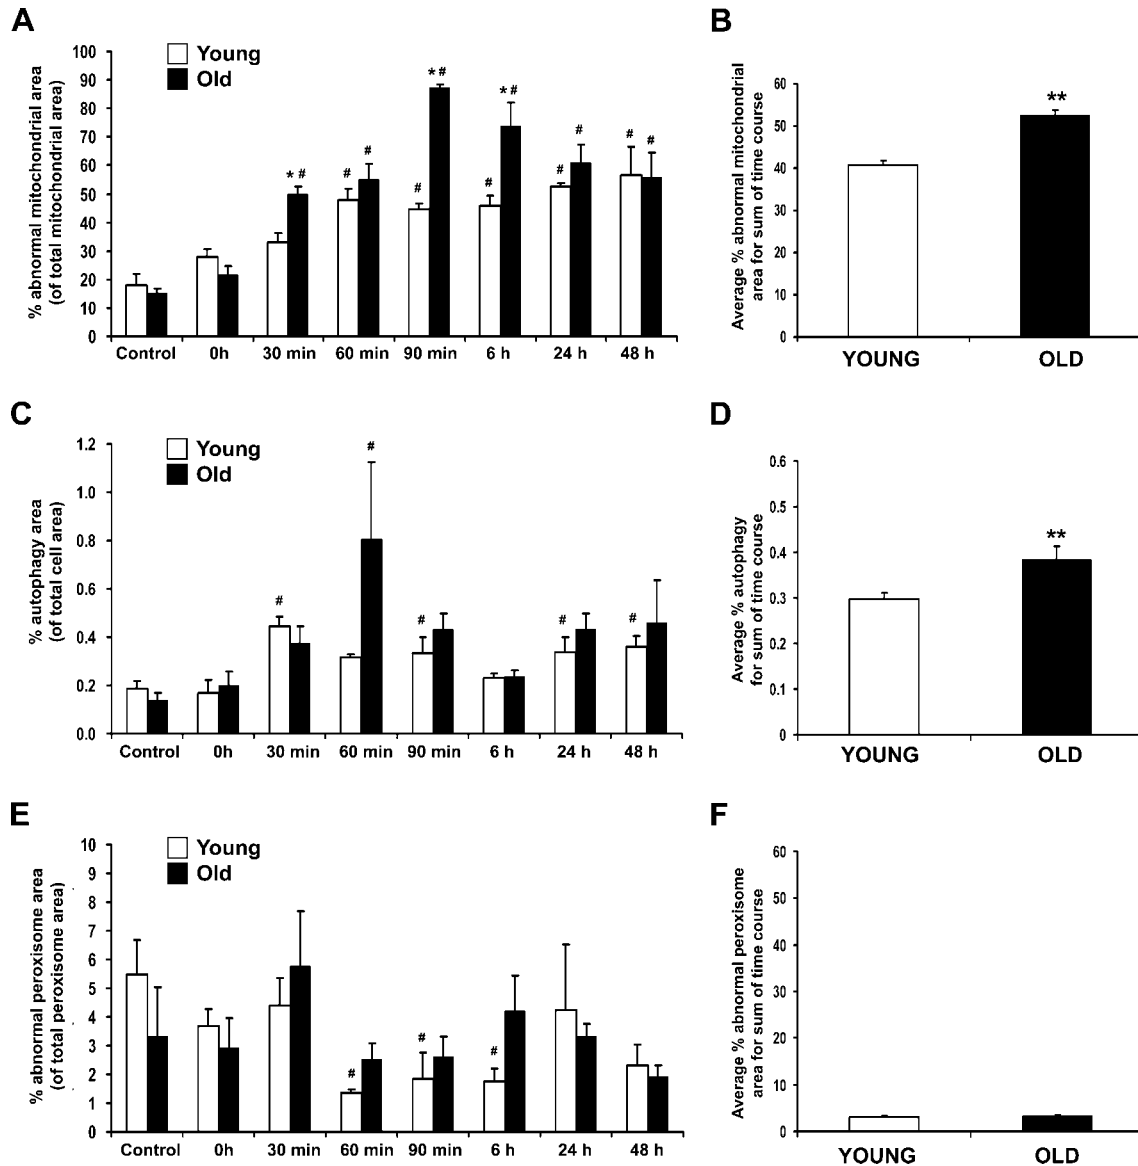 A
Young
Old
% abnormal mitochondrial area
(of total mitochondrial area)
100
90
80
70
60
50
40
30
20
10
0
* #
#
* #
* #
#
#
#
#
#
#
#
Control 0h 30 min 60 min 90 min 6 h 24 h 48 h
B
Average % abnormal mitochondrial
area for sum of time course
60
50
40
30
20
10
0
**
YOUNG OLD
C
Young
Old
% autophagy area
(of total cell area)
1.2
1.0
0.8
0.6
0.4
0.2
0.0
#
#
#
#
#
Control 0h 30 min 60 min 90 min 6 h 24 h 48 h
D
Average % autophagy
for sum of time course
0.6
0.5
0.4
0.3
0.2
0.1
0
**
YOUNG OLD
E
Young
Old
% abnormal peroxisome area
(of total peroxisome area)
10
9
8
7
6
5
4
3
2
1
0
#
#
#
Control 0h 30 min 60 min 90 min 6 h 24 h 48 h
F
Average % abnormal peroxisome
area for sum of time course
60
50
40
30
20
10
0
YOUNG OLD